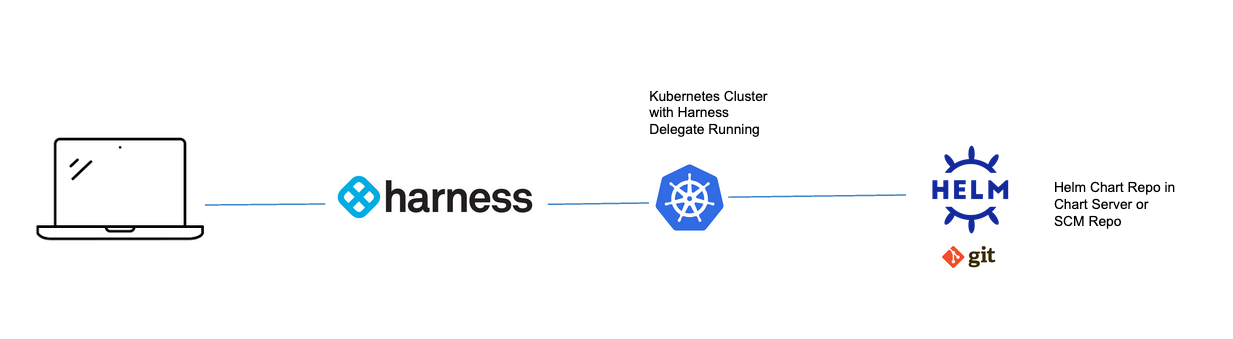 Kubernetes Cluster
with Harness
Delegate Running
harness
HELM
Helm Chart Repo in
Chart Server or
SCM Repo
git